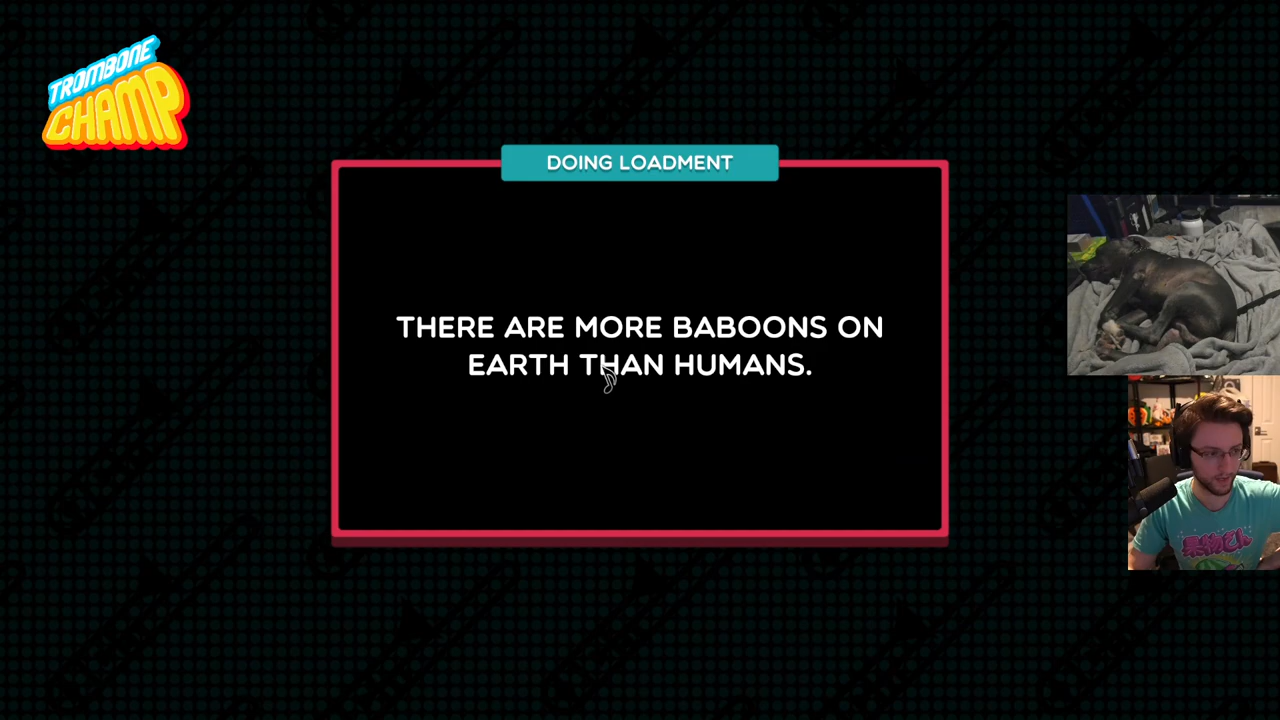 TROMBONE
CHAMP
DOING LOADMENT
THERE ARE MORE BABOONS ON
EARTH THAN HUMANS.